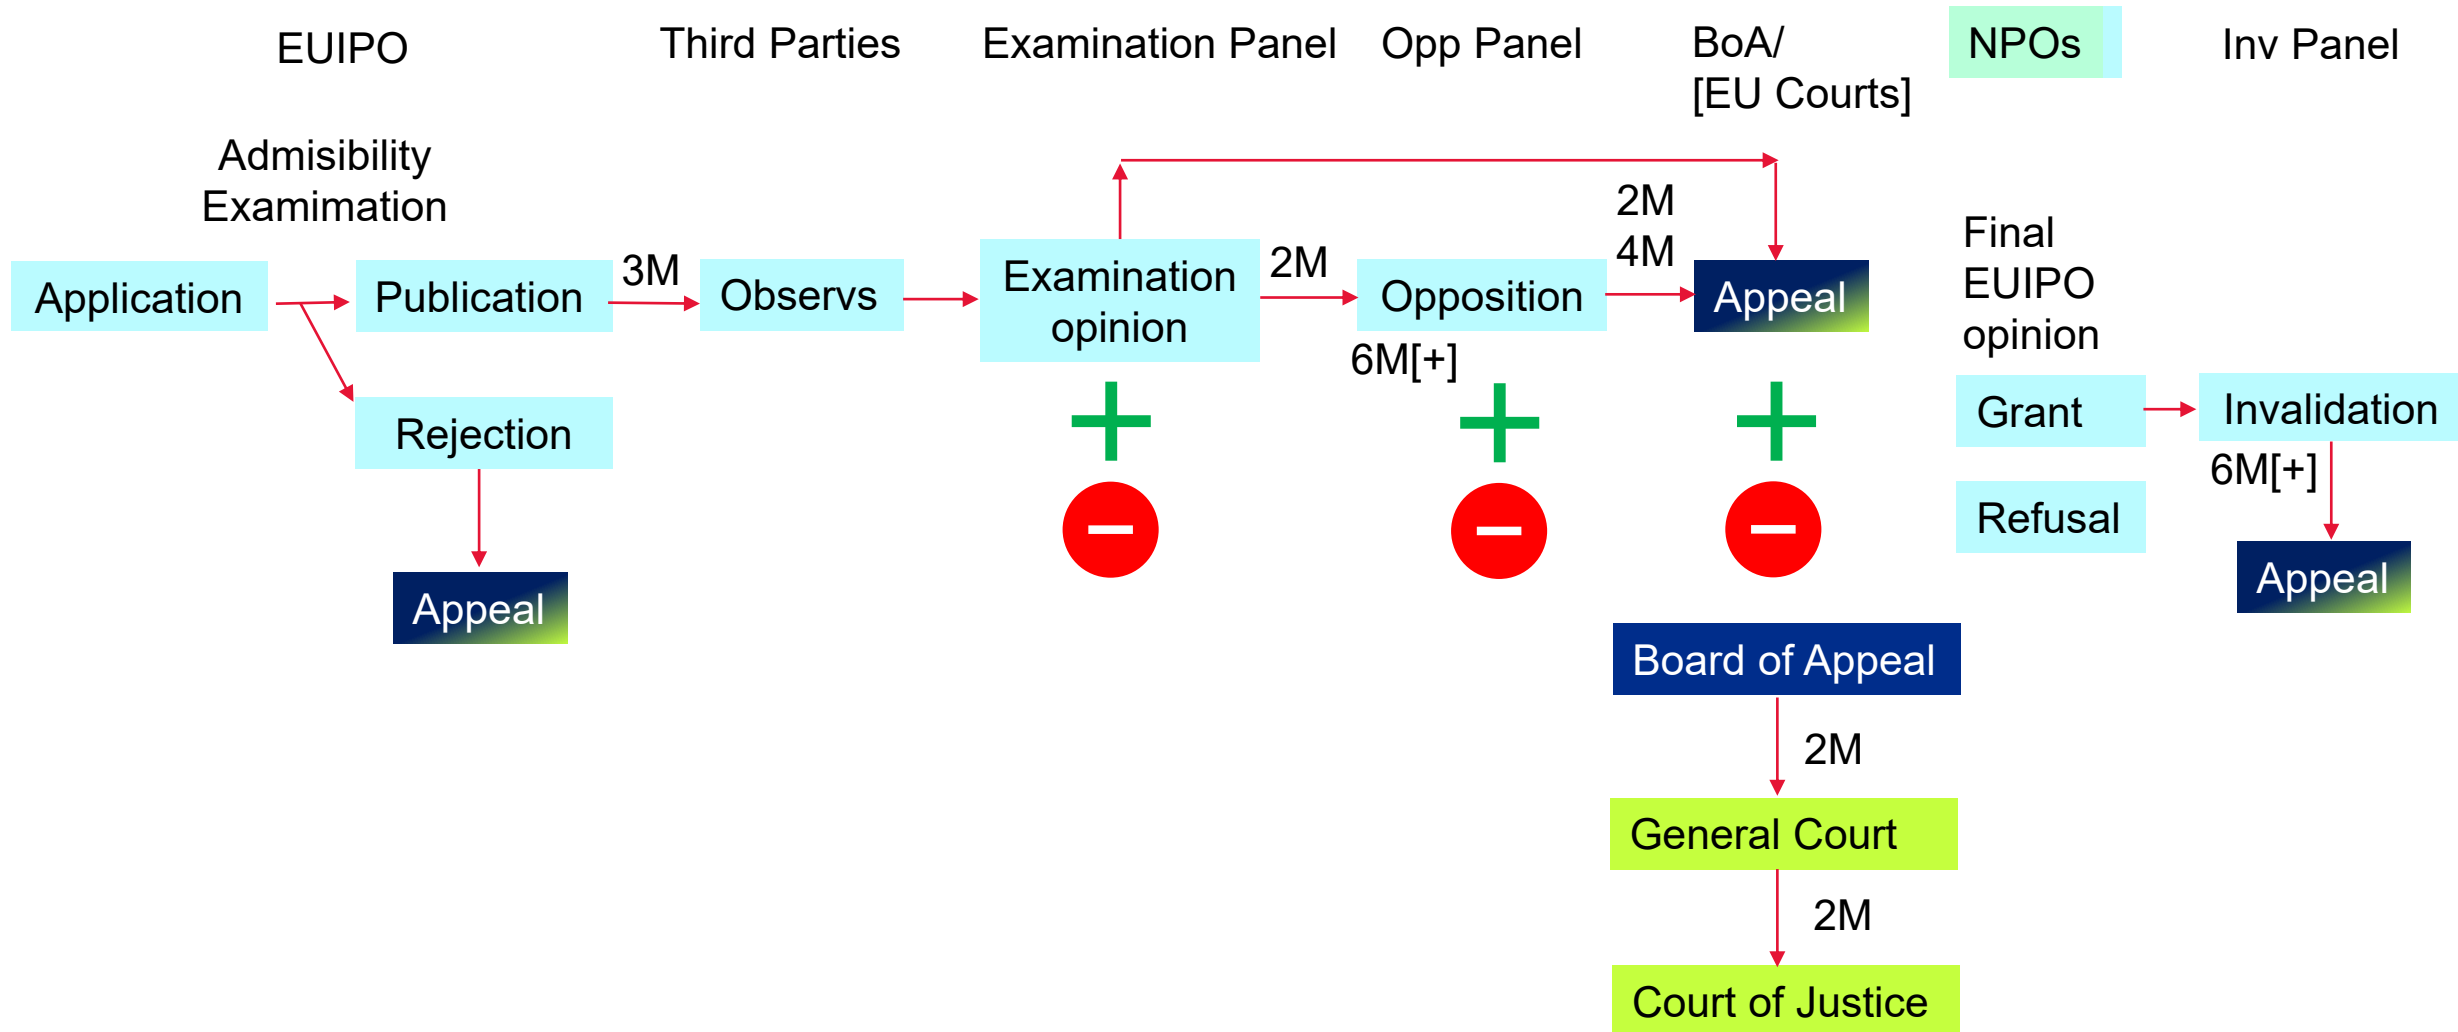 EUIPO
Third Parties
Examination Panel
Opp Panel
BoA/
[EU Courts]
NPOs
Inv Panel
Admisibility
Examimation
Application
Publication
3M
Observs
Examination
opinion
2M
Opposition
6M[+]
2M
4M
Appeal
Final
EUIPO
opinion
Rejection
Grant
Invalidation
6M[+]
Refusal
Appeal
Appeal
Board of Appeal
2M
General Court
2M
Court of Justice